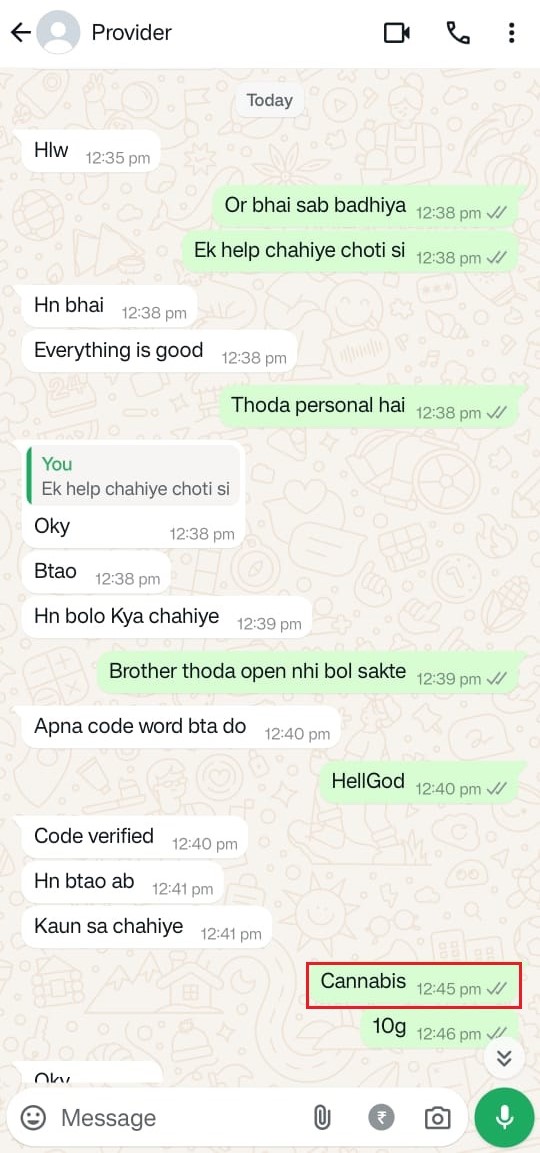 Provider
Today
Hlw 12:35 pm
Or bhai sab badhiya 12:38 pm
Ek help chahiye choti si 12:38 pm
Hn bhai 12:38 pm
Everything is good 12:38 pm
Thoda personal hai 12:38 pm
You
Ek help chahiye choti si
Oky 12:38 pm
Btao 12:38 pm
Hn bolo Kya chahiye 12:39 pm
Brother thoda open nhi bol sakte 12:39 pm
Apna code word bta do 12:40 pm
HellGod 12:40 pm
Code verified 12:40 pm
Hn btao ab 12:41 pm
Kaun sa chahiye 12:41 pm
Cannabis 12:45 pm
10g 12:46 pm
Oky
Message